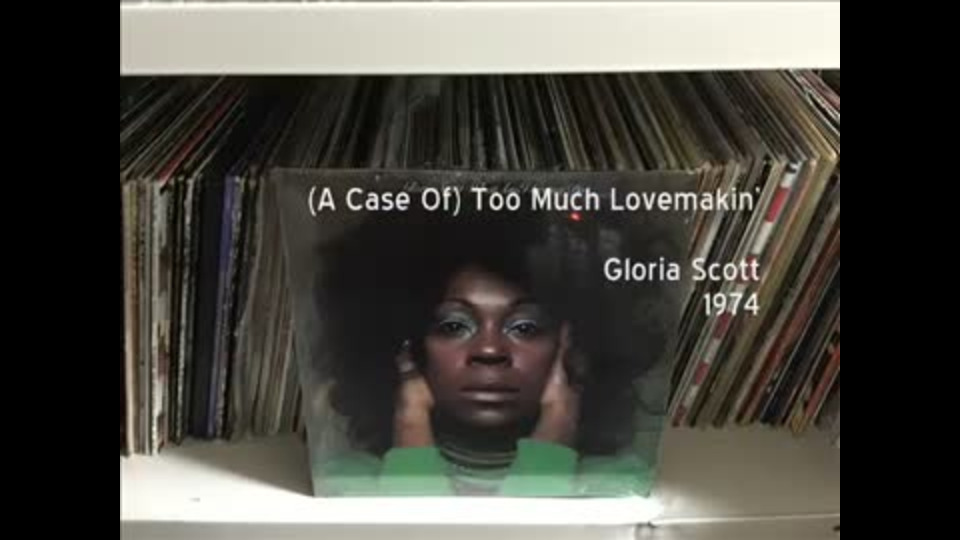 (A Case Of) Too Much Lovemakin'
Gloria Scott
1974